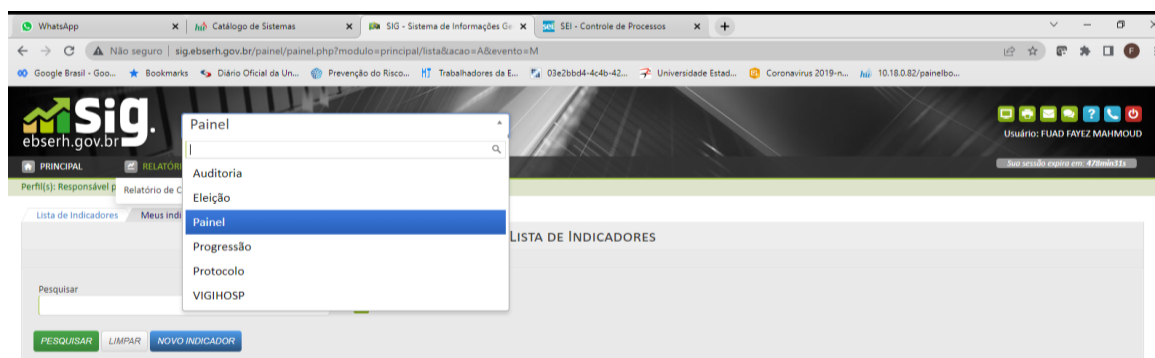 WhatsApp
Catálogo de Sistemas
SIG - Sistema de Informações Ge
SEI - Controle de Processos
Não seguro | sig.ebserh.gov.br/painel/painel.php?modulo=principal/lista&acao=A&evento=M
Google Brasil - Goo... Bookmarks Diário Oficial da Un... Prevenção do Risco... Trabalhadores da E... 03e2bbd4-4c4b-42... Universidade Estad... Coronavirus 2019-n... 10.18.0.82/painelbo...
Sig.
ebserh.gov.br
Painel
Usuário: FUAD FAYEZ MAHMOUD
PRINCIPAL RELATÓRI
Sua sessão expira em: 478min31s
Perfil(s): Responsável p
Relatório de C
Auditoria
Eleição
Painel
Progressão
Protocolo
VIGIHOSP
Lista de Indicadores Meus indi
LISTA DE INDICADORES
Pesquisar
PESQUISAR LIMPAR NOVO INDICADOR